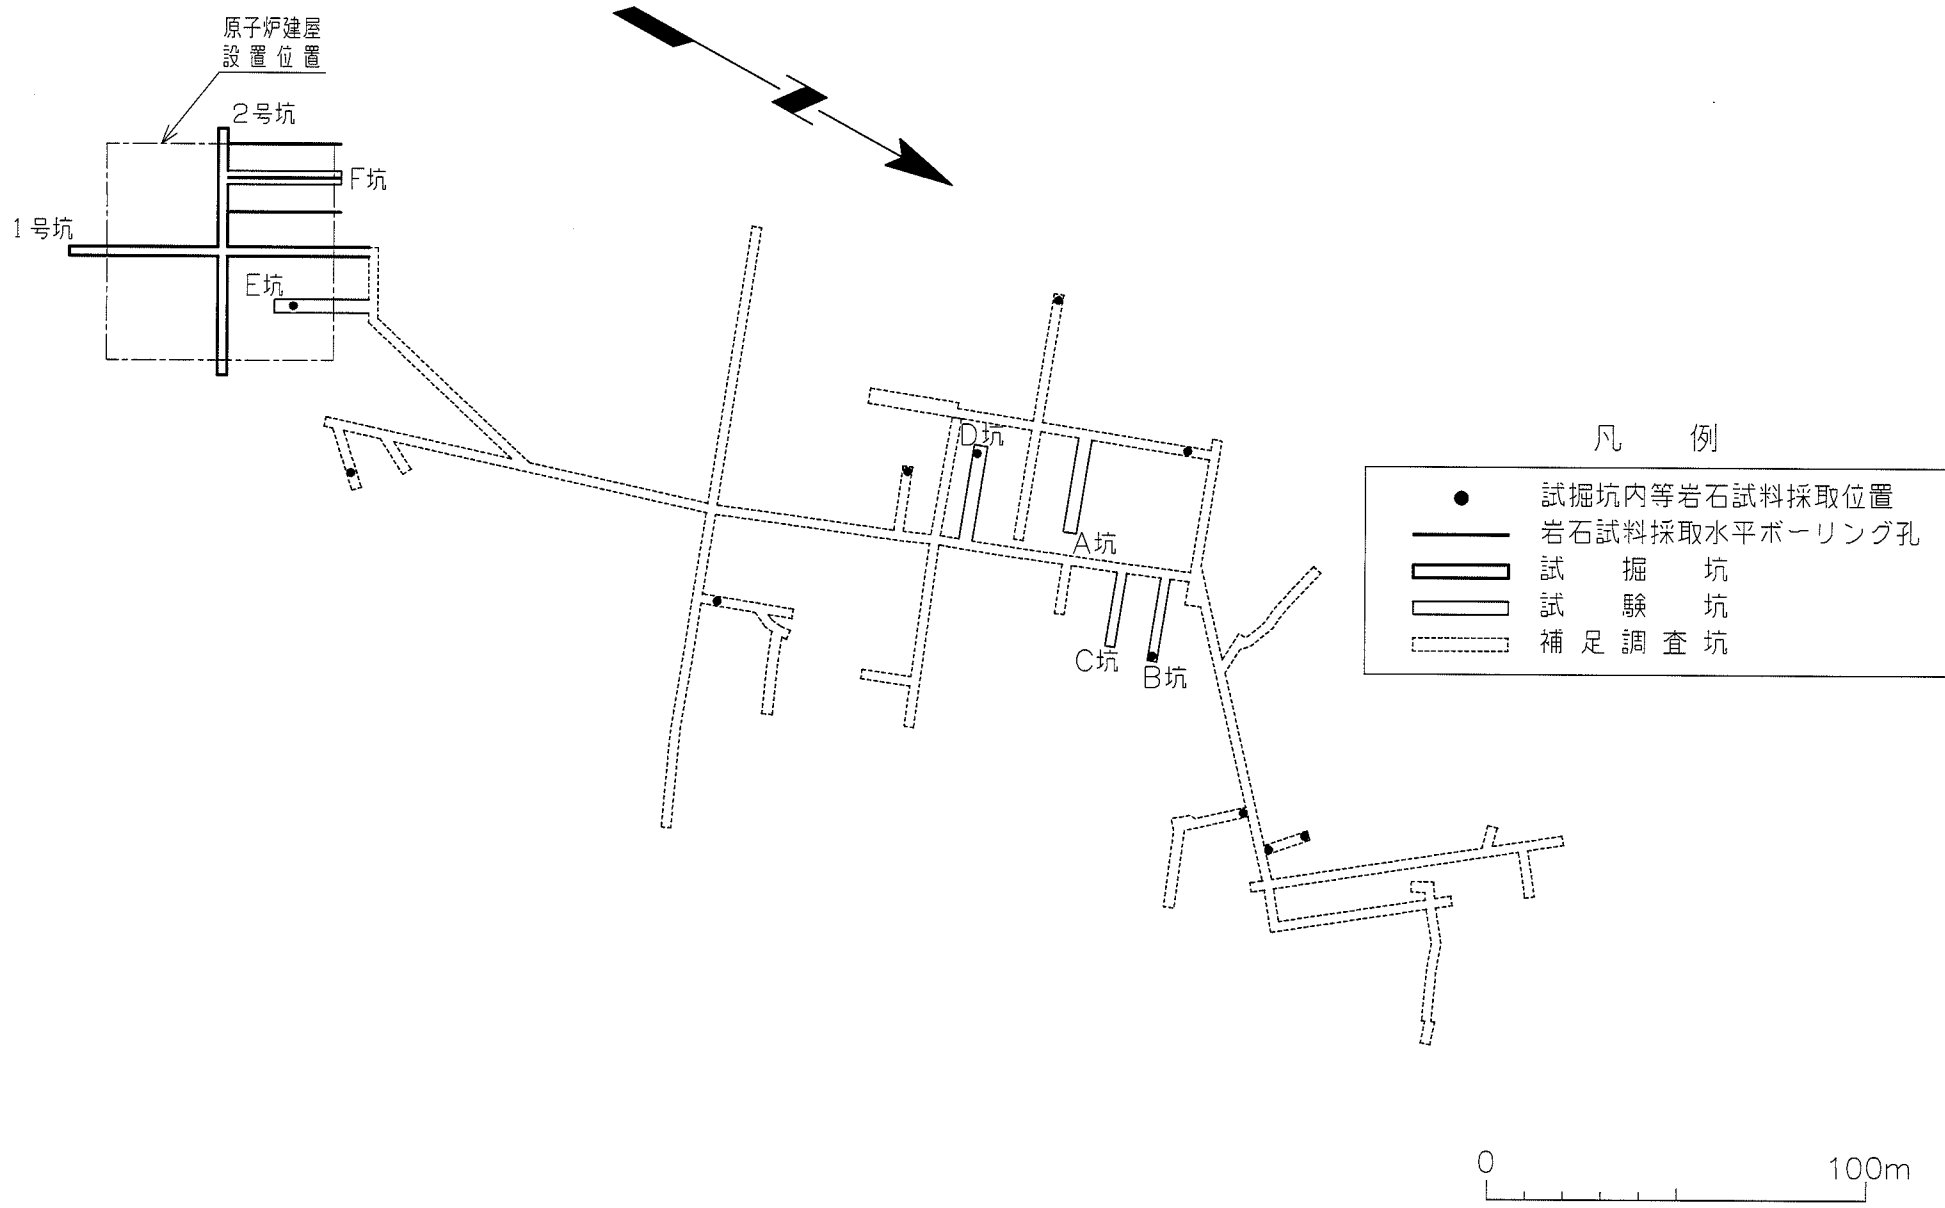 原子炉建屋
設置位置
2号坑
F坑
1号坑
E坑
N
D坑
A坑
C坑
B坑
凡 例
試掘坑内等岩石試料採取位置
岩石試料採取水平ボーリング孔
試掘坑
試験坑
補足調査坑
0 100m